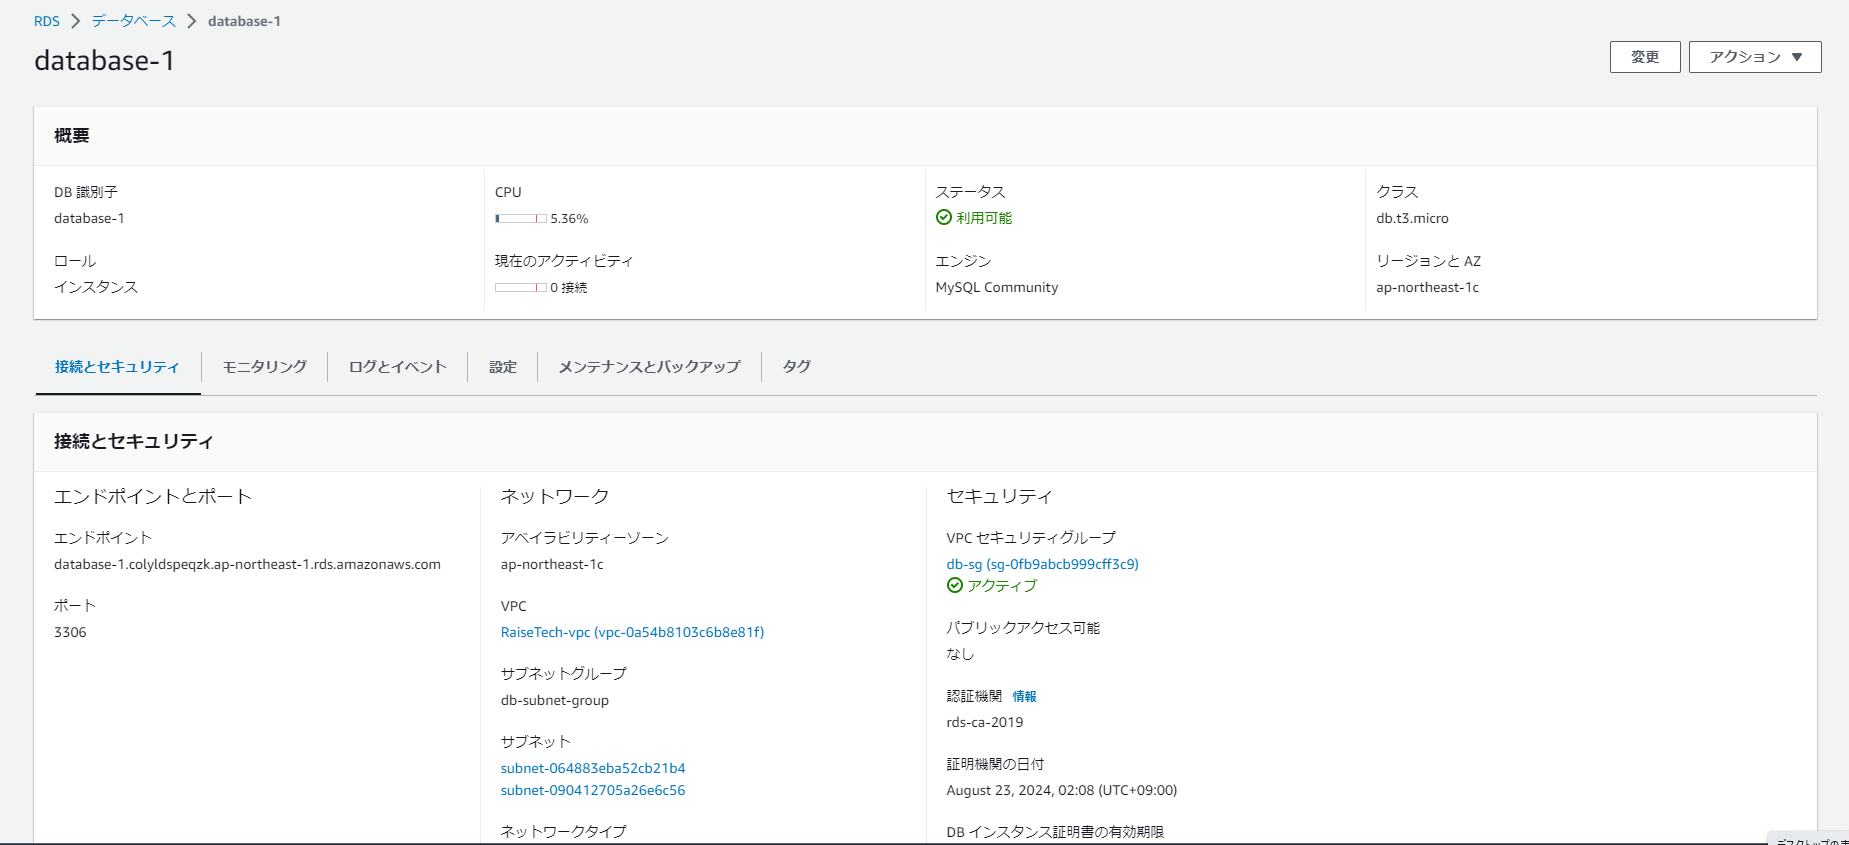 RDS > データベース > database-1
database-1
変更
アクション ▼
概要
DB 識別子
database-1
CPU
5.36%
ステータス
利用可能
クラス
db.t3.micro
ロール
インスタンス
現在のアクティビティ
0 接続
エンジン
MySQL Community
リージョンと AZ
ap-northeast-1c
接続とセキュリティ
モニタリング
ログとイベント
設定
メンテナンスとバックアップ
タグ
接続とセキュリティ
エンドポイントとポート
エンドポイント
database-1.colyldspeqzk.ap-northeast-1.rds.amazonaws.com
ポート
3306
ネットワーク
アベイラビリティーゾーン
ap-northeast-1c
VPC
RaiseTech-vpc (vpc-0a54b8103c6b8e81f)
サブネットグループ
db-subnet-group
サブネット
subnet-064883eba52cb21b4
subnet-090412705a26e6c56
ネットワークタイプ
セキュリティ
VPC セキュリティグループ
db-sg (sg-0fb9abcb999cff3c9)
アクティブ
パブリックアクセス可能
なし
認証機関 情報
rds-ca-2019
証明機関の日付
August 23, 2024, 02:08 (UTC+09:00)
DB インスタンス証明書の有効期限